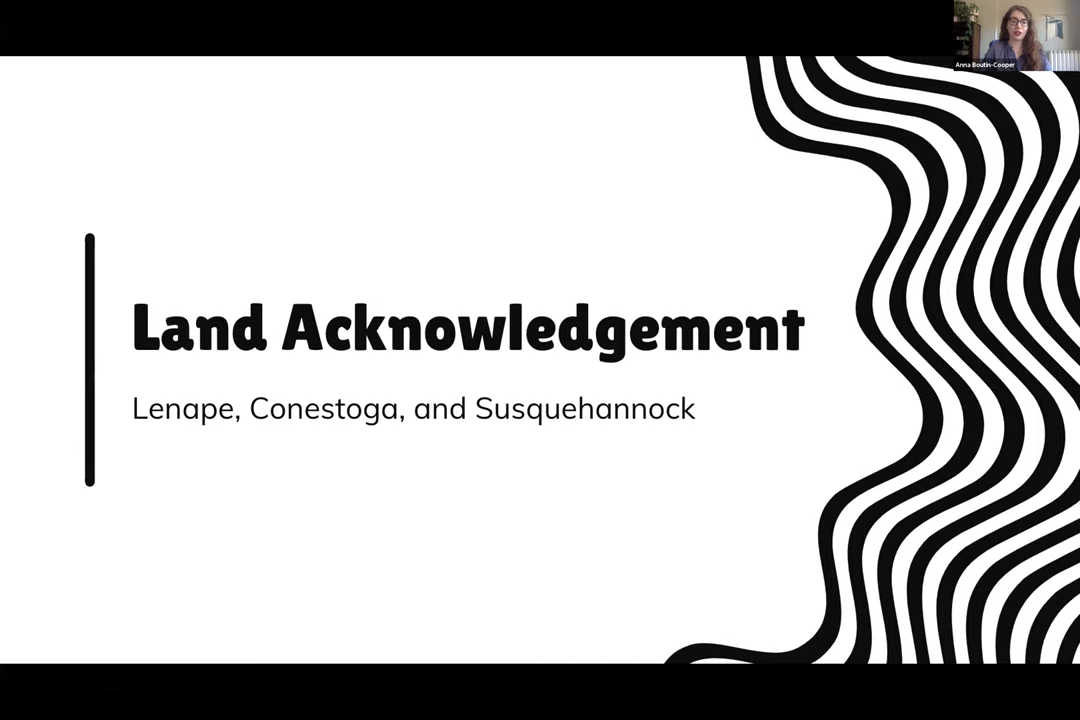 Anna Boutin-Cooper
Land Acknowledgement
Lenape, Conestoga, and Susquehannock